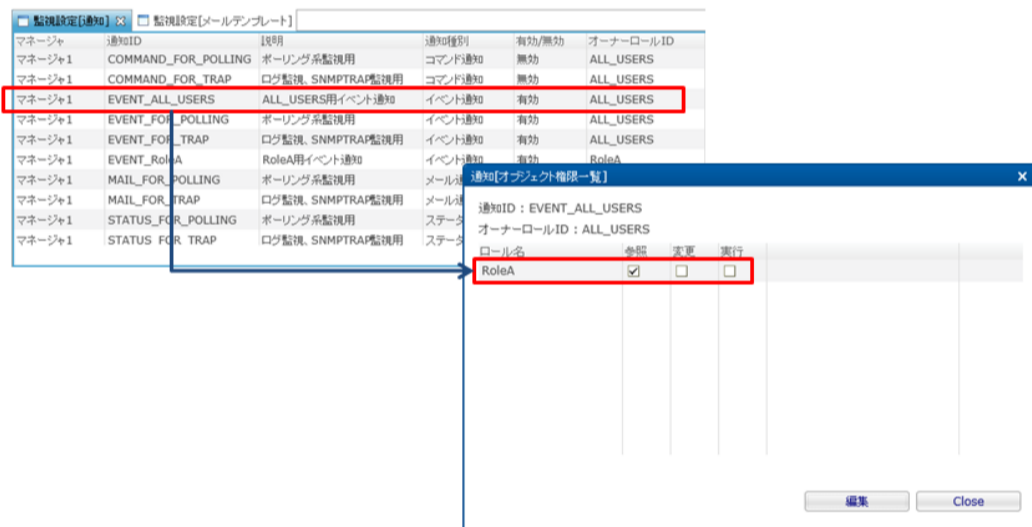 監視設定[通知] 監視設定[メールテンプレート]
マネージャ 通知ID 説明 通知種別 有効/無効 オーナーロールID
マネージャ1 COMMAND_FOR_POLLING ポーリング系監視用 コマンド通知 無効 ALL_USERS
マネージャ1 COMMAND_FOR_TRAP ログ監視、SNMPTRAP監視用 コマンド通知 無効 ALL_USERS
マネージャ1 EVENT_ALL_USERS ALL_USERS用イベント通知 イベント通知 有効 ALL_USERS
マネージャ1 EVENT_FOR_POLLING ポーリング系監視用 イベント通知 有効 ALL_USERS
マネージャ1 EVENT_FOR_TRAP ログ監視、SNMPTRAP監視用 イベント通知 有効 ALL_USERS
マネージャ1 EVENT_RoleA RoleA用イベント通知 イベント通知 有効 RoleA
マネージャ1 MAIL_FOR_POLLING ポーリング系監視用 メール通
マネージャ1 MAIL_FOR_TRAP ログ監視、SNMPTRAP監視用 メール通
マネージャ1 STATUS_FOR_POLLING ポーリング系監視用 ステータ
マネージャ1 STATUS_FOR_TRAP ログ監視、SNMPTRAP監視用 ステータ
通知[オブジェクト権限一覧]
通知ID : EVENT_ALL_USERS
オーナーロールID : ALL_USERS
ロール名 参照 変更 実行
RoleA
編集 Close